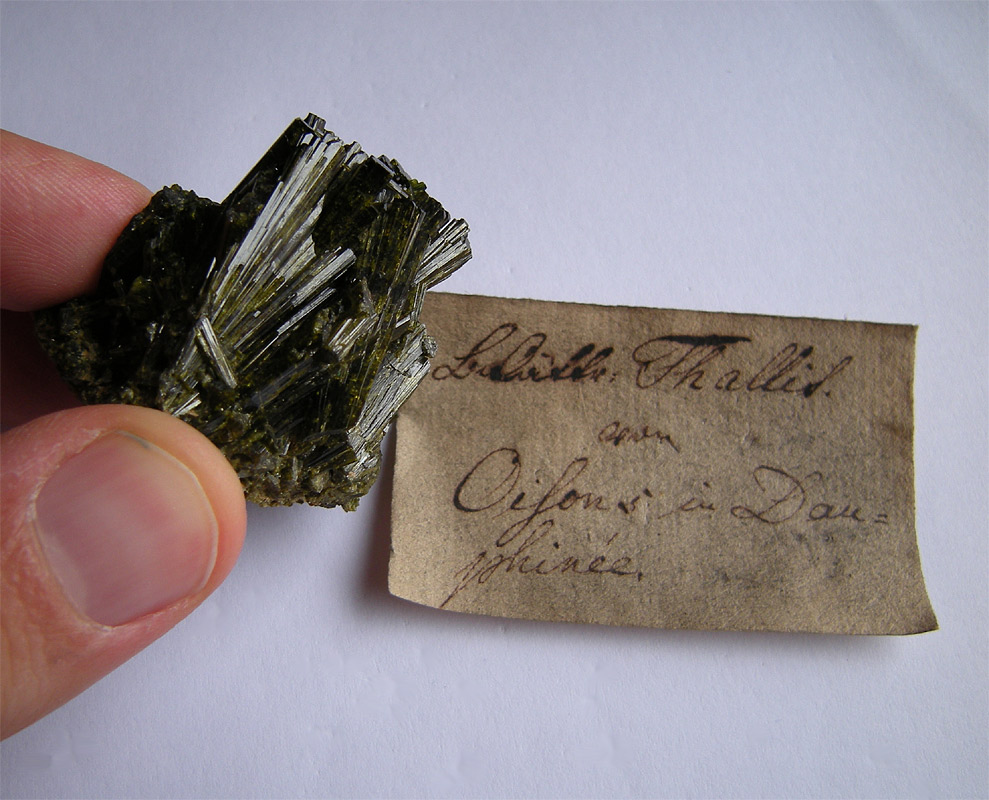 Thallit.
von
Oisons in Dau=
phinée.